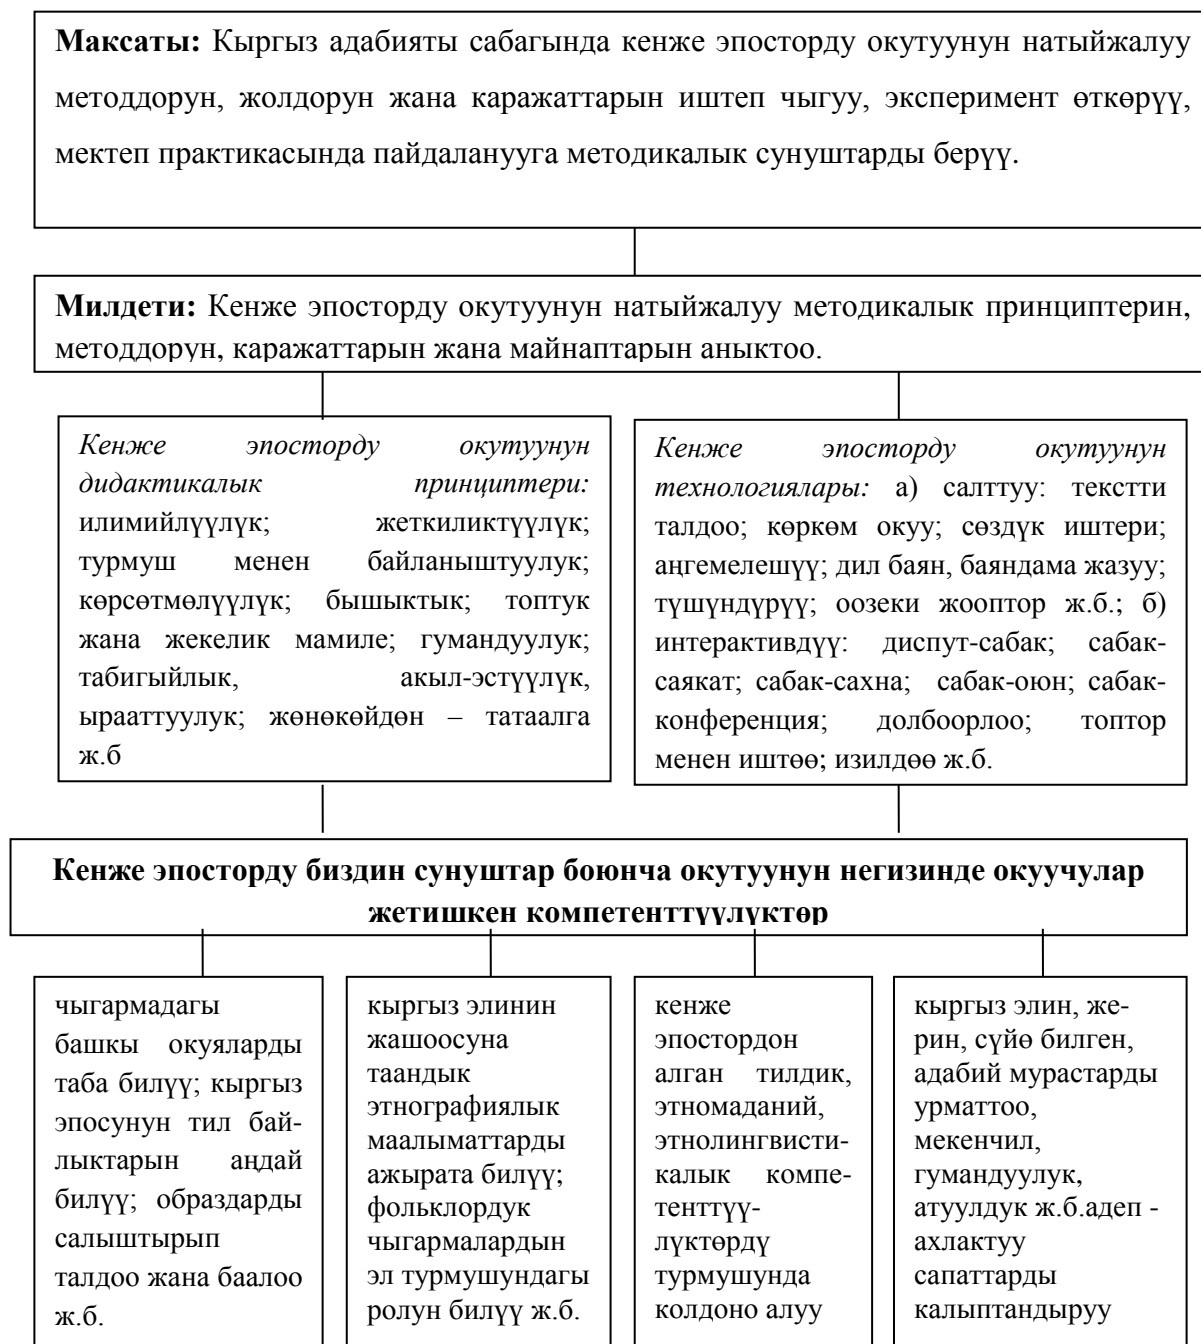 Максаты: Кыргыз адабияты сабагында кенже эпосторду окутуунун натыйжалуу
методдорун, жолдорун жана каражаттарын иштеп чыгуу, эксперимент өткөрүү,
мектеп практикасында пайдаланууга методикалык сунуштарды берүү.
Милдети: Кенже эпосторду окутуунун натыйжалуу методикалык принциптерин,
методдорун, каражаттарын жана майнаптарын аныктоо.
Кенже эпосторду окутуунун
дидактикалык принциптери:
илимийлүүлүк; жеткиликтүүлүк;
турмуш менен байланыштуулук;
көрсөтмөлүүлүк; бышыктык; топтук
жана жекелик мамиле; гумандуулук;
табигыйлык, акыл-эстүүлүк,
ырааттуулук; жөнөкөйдөн – татаалга
ж.б
Кенже эпосторду окутуунун
технологиялары: а) салттуу: текстти
талдоо; көркөм окуу; сөздүк иштери;
аңгемелешүү; дил баян, баяндама жазуу;
түшүндүрүү; оозеки жооптор ж.б.; б)
интерактивдүү: диспут-сабак; сабак-
саякат; сабак-сахна; сабак-оюн; сабак-
конференция; долбоорлоо; топтор
менен иштөө; изилдөө ж.б.
Кенже эпосторду биздин сунуштар боюнча окутуунун негизинде окуучулар
жетишкен компетенттүүлүктөр
чыгармадагы
башкы окуяларды
таба билүү; кыргыз
эпосунун тил бай-
лыктарын аңдай
билүү; образдарды
салыштырып
талдоо жана баалоо
ж.б.
кыргыз элинин
жашоосуна
таандык
этнографиялык
маалыматтарды
ажырата билүү;
фольклордук
чыгармалардын
эл турмушундагы
ролун билүү ж.б.
кенже
эпостордон
алган тилдик,
этномаданий,
этнолингвисти-
калык компе-
тенттүү-
лүктөрдү
турмушунда
колдоно алуу
кыргыз элин, же-
рин, сүйө билген,
адабий мурастарды
урматтоо,
мекенчил,
гумандуулук,
атуулдук ж.б.адеп -
ахлактуу
сапаттарды
калыптандыруу